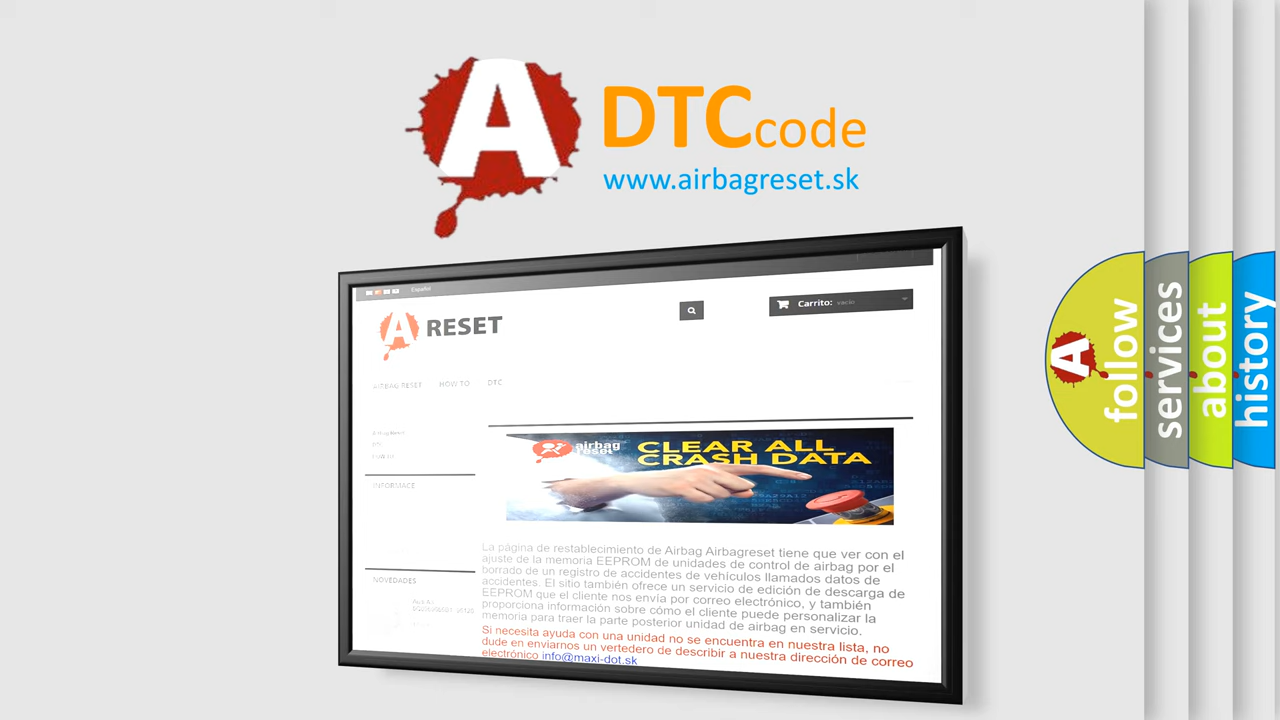 A DTC code
www.airbagreset.sk
Español
A RESET
Carrito: vacío
AIRBAG RESET HOW TO DTC
INFORMACE
NOVEDADES
airbag
reset
CLEAR ALL
CRASH DATA
La página de restablecimiento de Airbag Airbagreset tiene que ver con el
ajuste de la memoria EEPROM de unidades de control de airbag por el
borrado de un registro de accidentes de vehículos llamados datos de
accidentes. El sitio también ofrece un servicio de edición de descarga de
EEPROM que el cliente nos envía por correo electrónico, y también
proporciona información sobre cómo el cliente puede personalizar la
memoria para traer la parte posterior unidad de airbag en servicio.
Si necesita ayuda con una unidad no se encuentra en nuestra lista, no
dude en enviarnos un vertedero de describir a nuestra dirección de correo
electrónico info@maxi-dot.sk
A follow
services
about
history